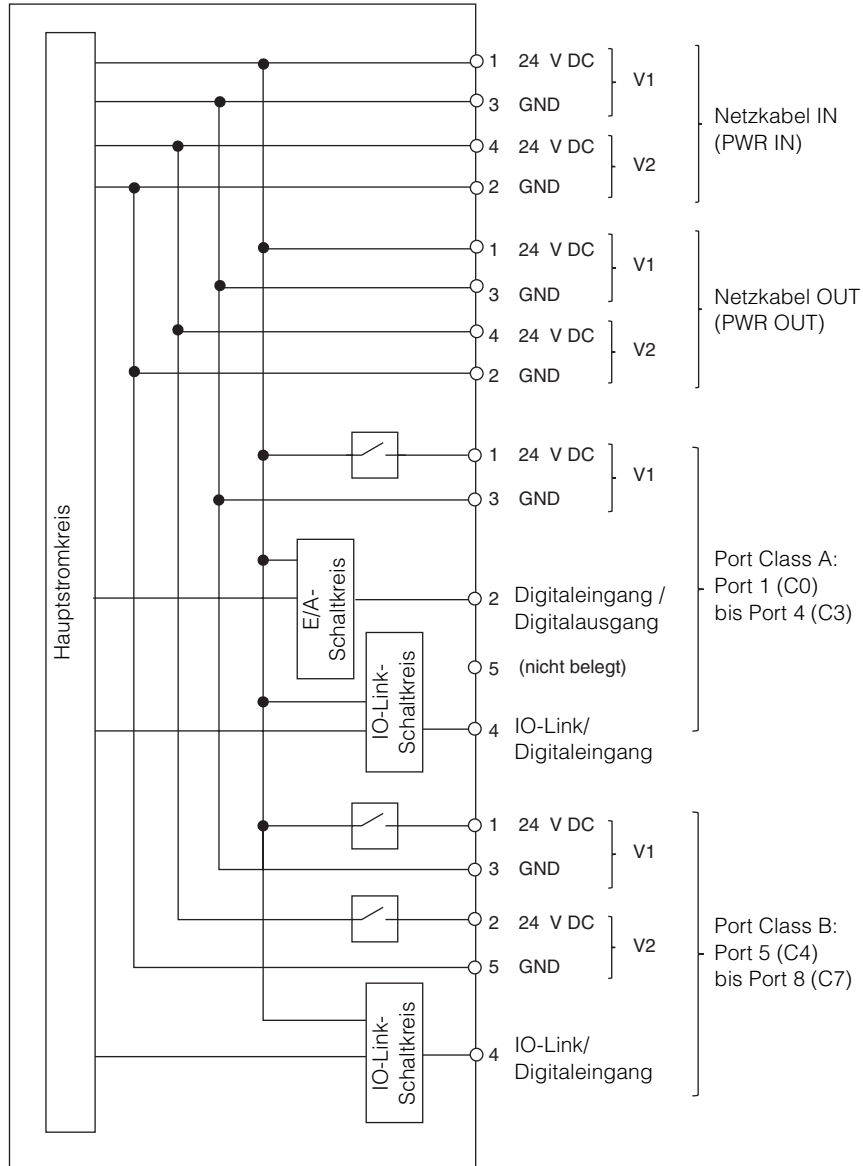 Hauptstromkreis
1 24 V DC
V1
3 GND
4 24 V DC
V2
2 GND
Netzkabel IN
(PWR IN)
1 24 V DC
V1
3 GND
4 24 V DC
V2
2 GND
Netzkabel OUT
(PWR OUT)
1 24 V DC
V1
3 GND
E/A-
Schaltkreis
2 Digitaleingang /
Digitalausgang
5 (nicht belegt)
IO-Link-
Schaltkreis
4 IO-Link/
Digitaleingang
Port Class A:
Port 1 (C0)
bis Port 4 (C3)
1 24 V DC
V1
3 GND
2 24 V DC
V2
5 GND
IO-Link-
Schaltkreis
4 IO-Link/
Digitaleingang
Port Class B:
Port 5 (C4)
bis Port 8 (C7)